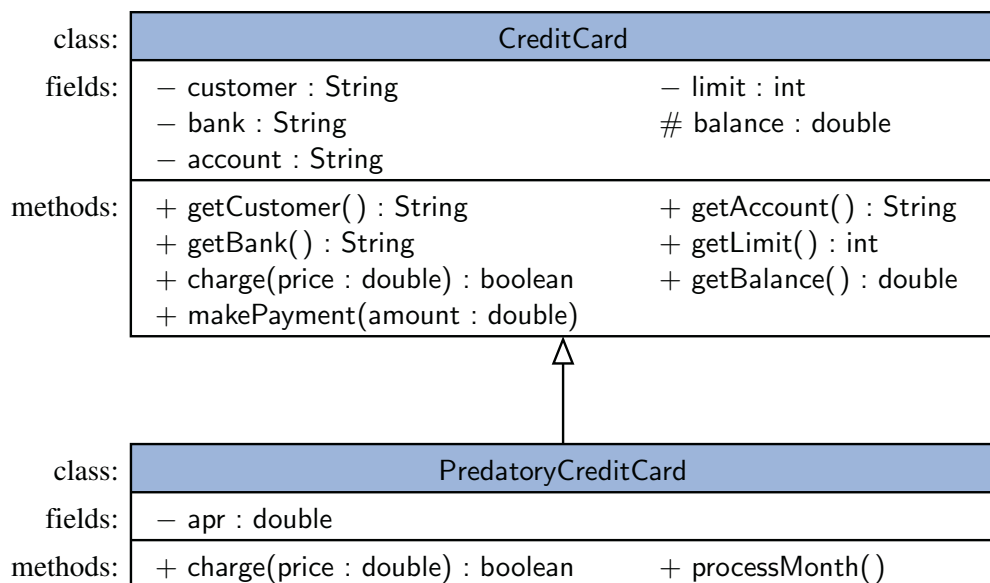 class: CreditCard
fields: − customer : String − limit : int
− bank : String # balance : double
− account : String
methods: + getCustomer( ) : String + getAccount( ) : String
+ getBank( ) : String + getLimit( ) : int
+ charge(price : double) : boolean + getBalance( ) : double
+ makePayment(amount : double)
class: PredatoryCreditCard
fields: − apr : double
methods: + charge(price : double) : boolean + processMonth( )